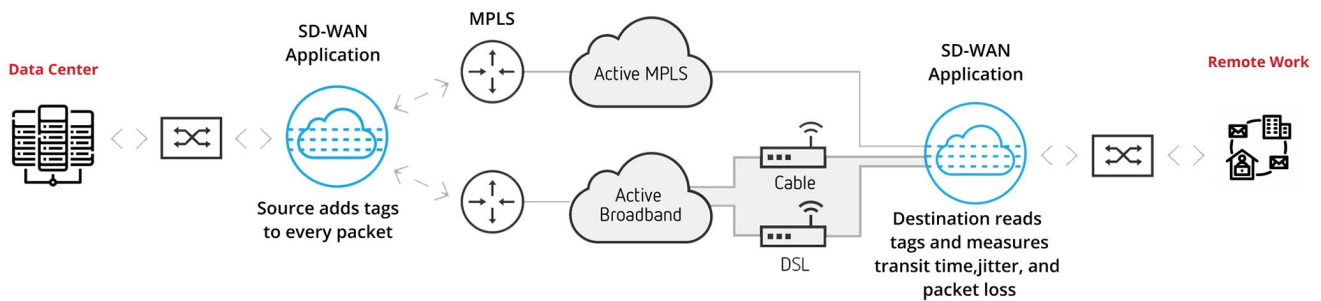 Data Center
SD-WAN
Application
Source adds tags
to every packet
MPLS
Active MPLS
Active
Broadband
Cable
DSL
SD-WAN
Application
Destination reads
tags and measures
transit time,jitter, and
packet loss
Remote Work